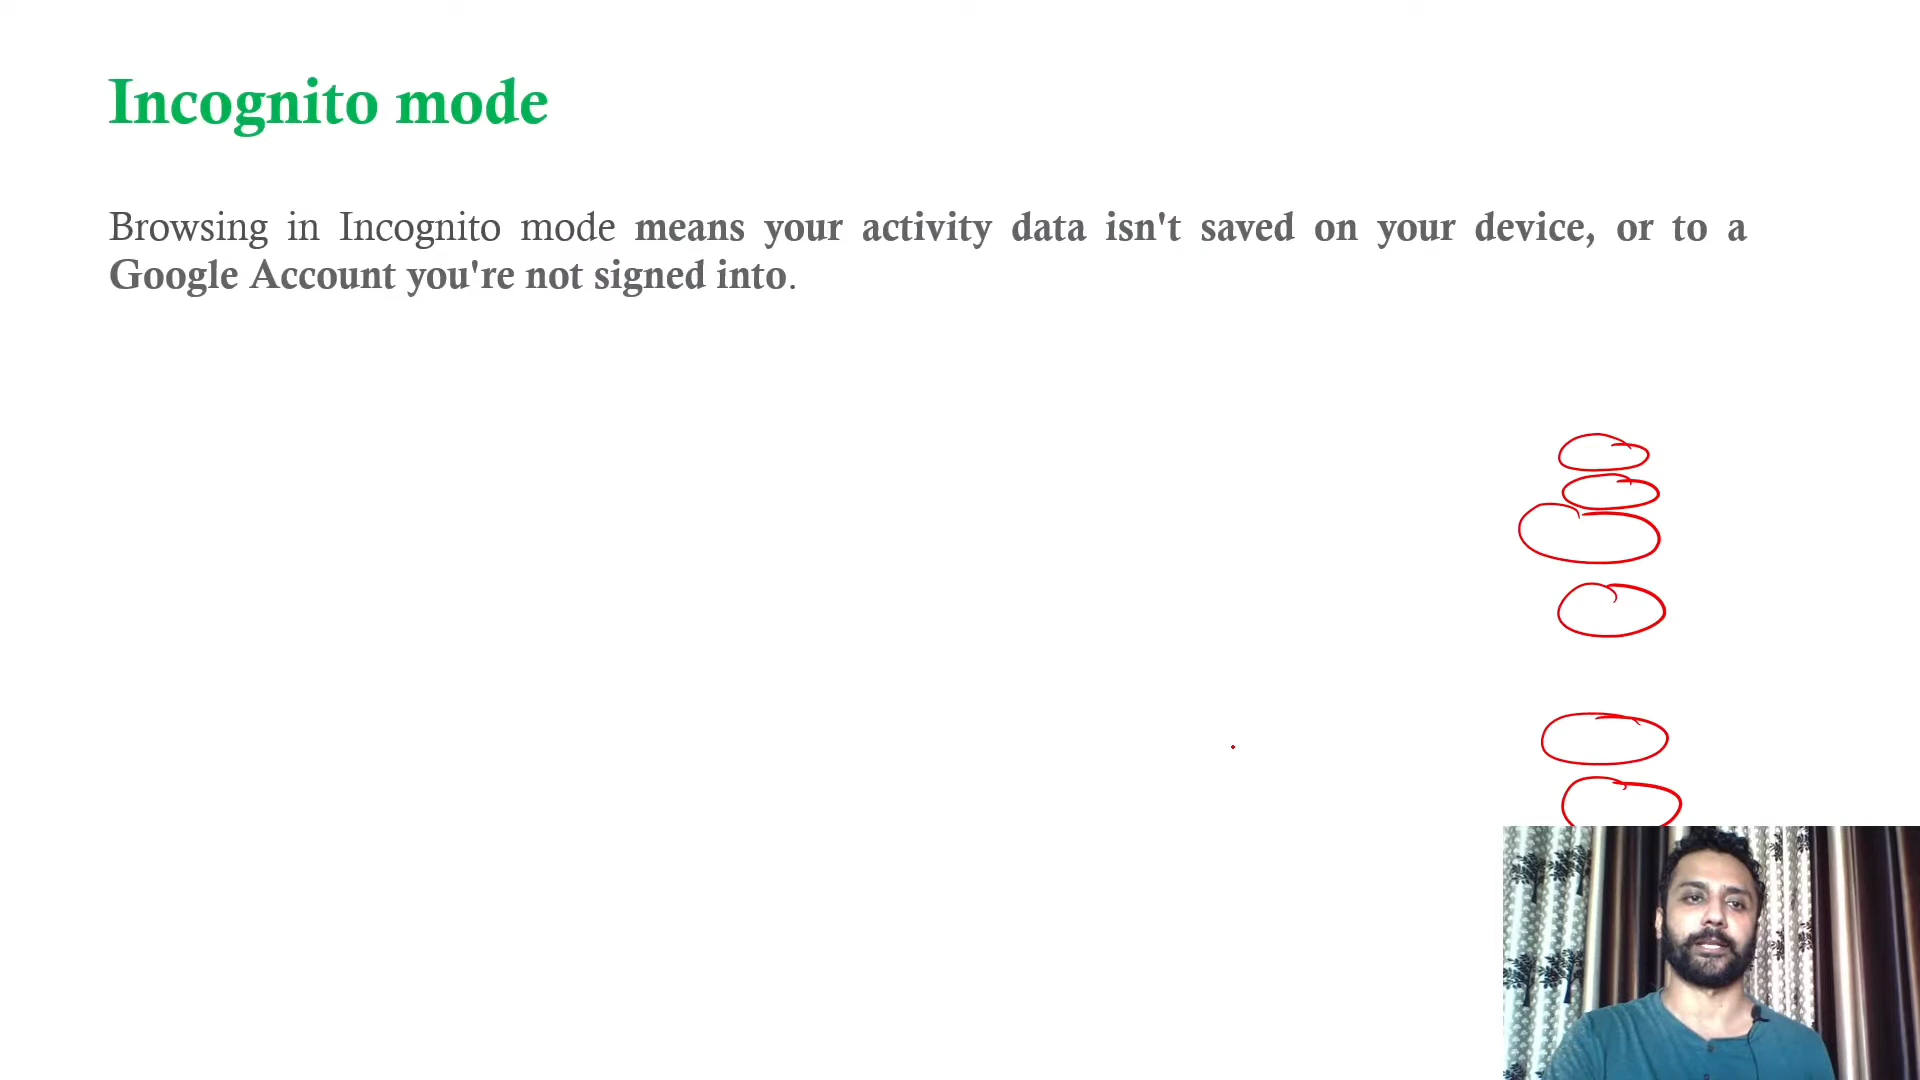 Incognito mode
Browsing in Incognito mode means your activity data isn't saved on your device, or to a
Google Account you're not signed into.